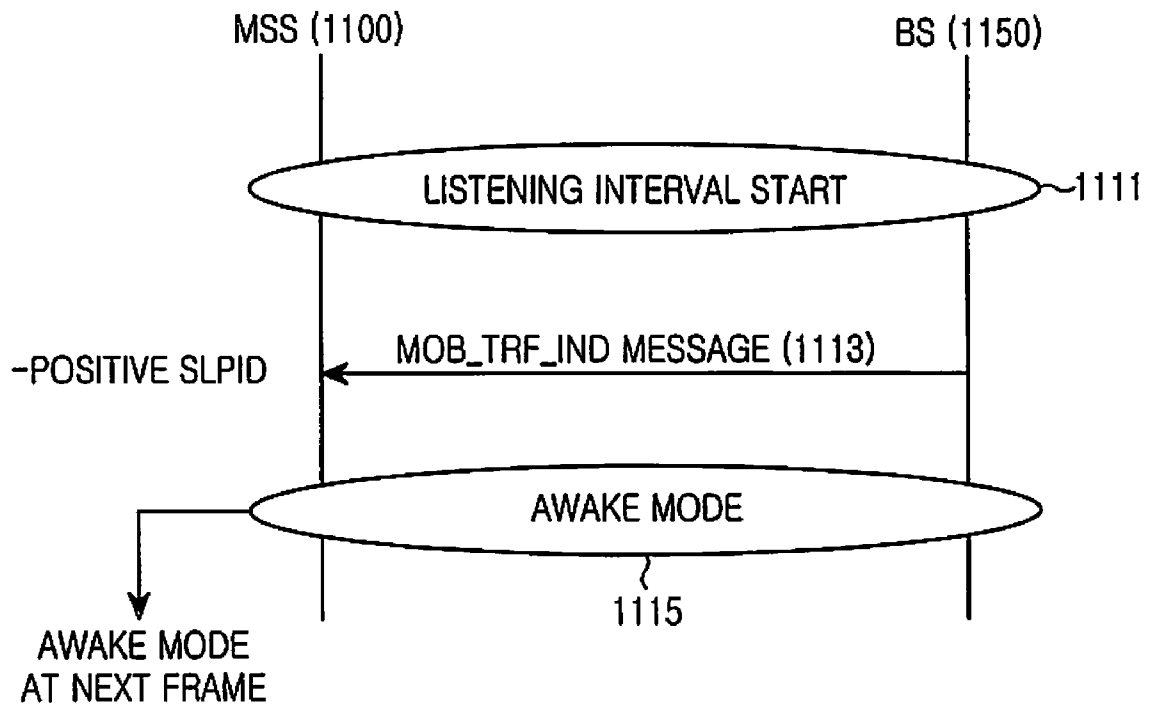 MSS (1100)
BS (1150)
LISTENING INTERVAL START
1111
MOB_TRF_IND MESSAGE (1113)
-POSITIVE SLPID
AWAKE MODE
1115
AWAKE MODE
AT NEXT FRAME